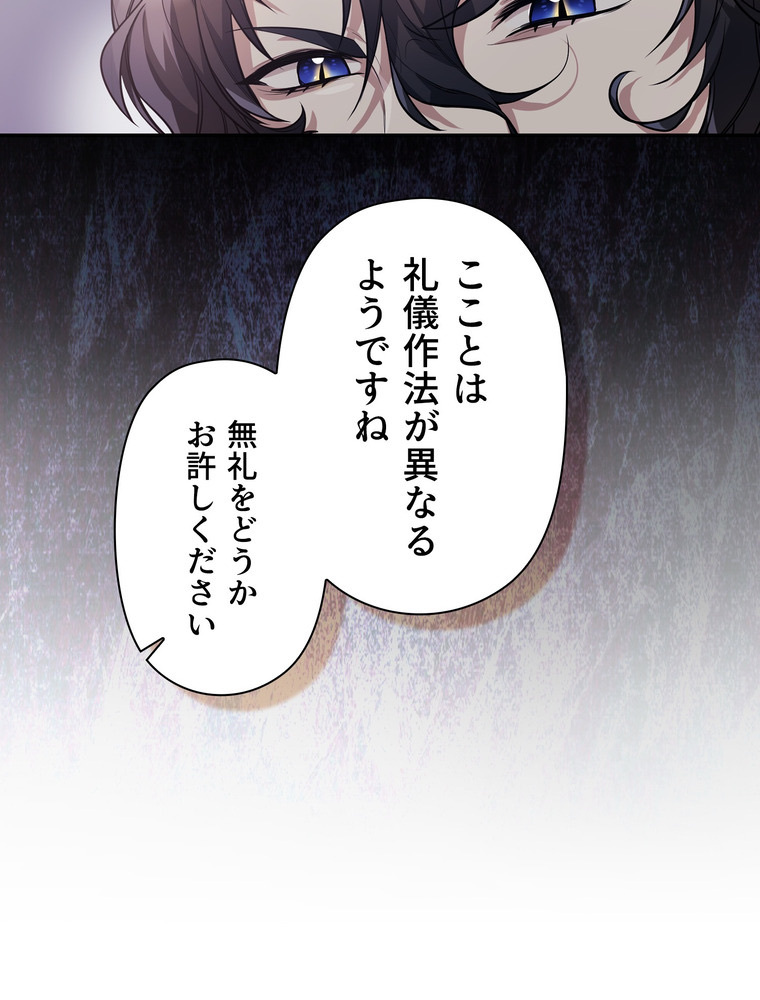 こことは
礼儀作法が異なる
ようですね
無礼をどうか
お許しください